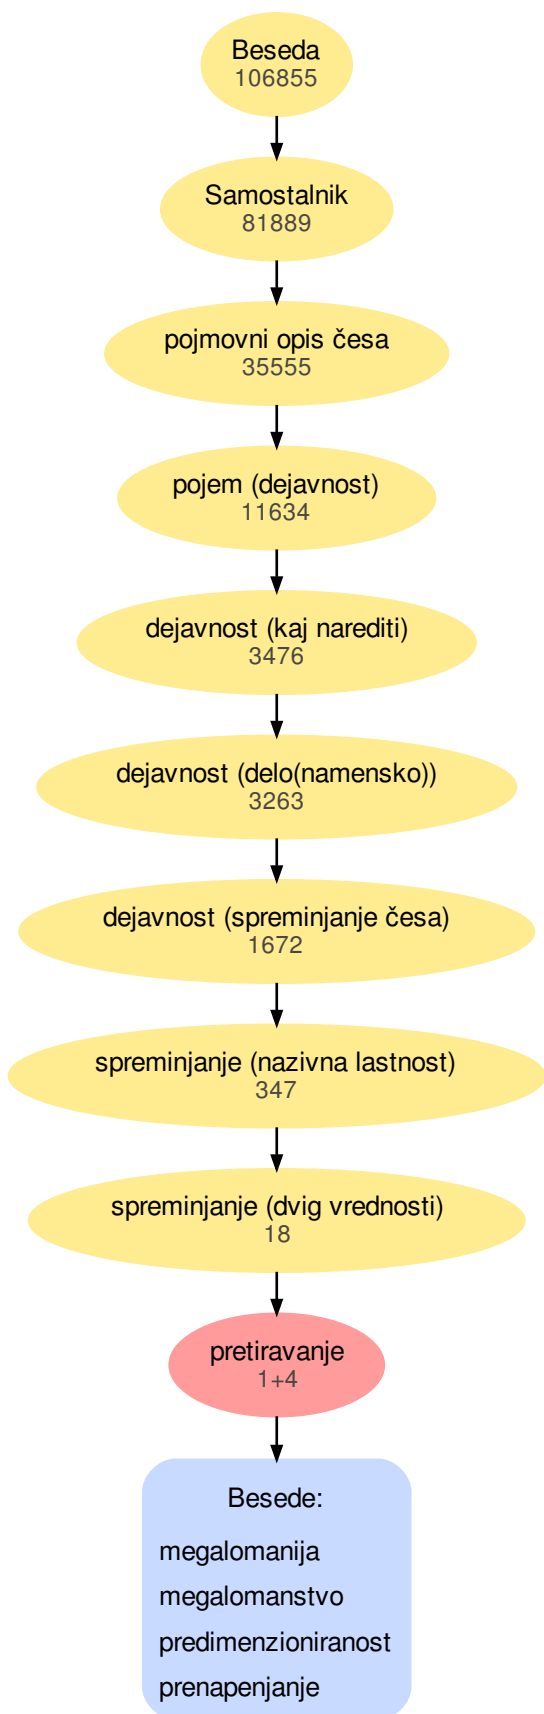 Beseda
106855
Samostalnik
81889
pojmovni opis česa
35555
pojem (dejavnost)
11634
dejavnost (kaj narediti)
3476
dejavnost (delo(namensko))
3263
dejavnost (spreminjanje česa)
1672
spreminjanje (nazivna lastnost)
347
spreminjanje (dvig vrednosti)
18
pretiravanje
1+4
Besede:
megalomanija
megalomanstvo
predimenzioniranost
prenapenjanje